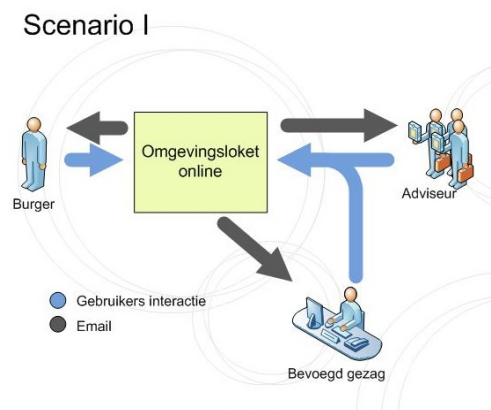 Scenario I
Omgevingsloket
online
Burger
Adviseur
Gebruikers interactie
Email
Bevoegd gezag